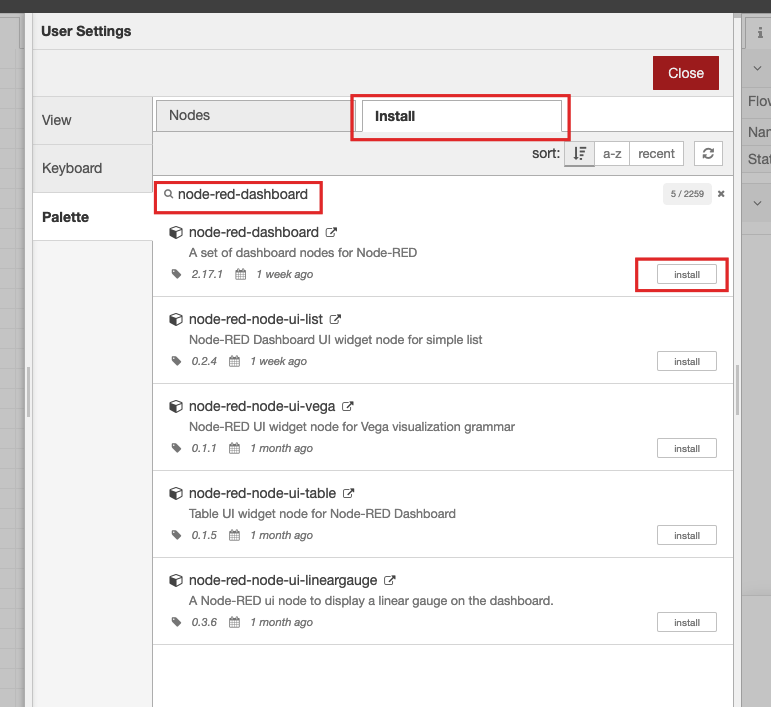 User Settings
Close
View
Keyboard
Palette
Nodes
Install
sort: a-z recent
node-red-dashboard
5 / 2259
node-red-dashboard
A set of dashboard nodes for Node-RED
2.17.1 1 week ago
install
node-red-node-ui-list
Node-RED Dashboard UI widget node for simple list
0.2.4 1 week ago
install
node-red-node-ui-vega
Node-RED UI widget node for Vega visualization grammar
0.1.1 1 month ago
install
node-red-node-ui-table
Table UI widget node for Node-RED Dashboard
0.1.5 1 month ago
install
node-red-node-ui-lineargauge
A Node-RED ui node to display a linear gauge on the dashboard.
0.3.6 1 month ago
install
i
Flow
Nam
Stat